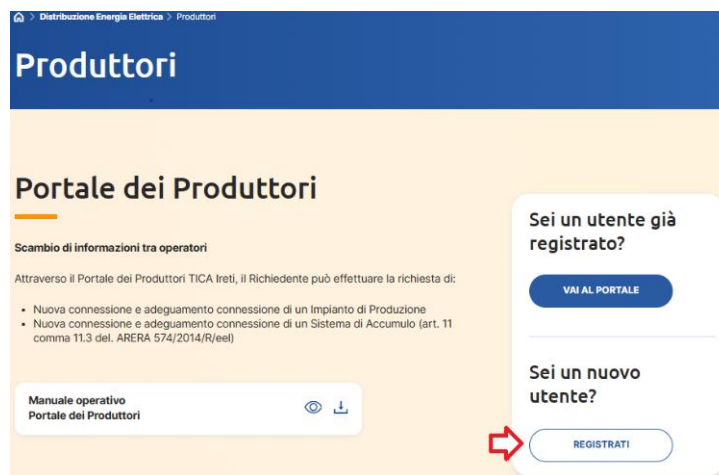 > Distribuzione Energia Elettrica > Produttori
Produttori
Portale dei Produttori
Scambio di informazioni tra operatori
Attraverso il Portale dei Produttori TICA Ireti, il Richiedente può effettuare la richiesta di:
• Nuova connessione e adeguamento connessione di un Impianto di Produzione
• Nuova connessione e adeguamento connessione di un Sistema di Accumulo (art. 11
comma 11.3 del. ARERA 574/2014/R/eel)
Manuale operativo
Portale dei Produttori
Sei un utente già
registrato?
VAI AL PORTALE
Sei un nuovo
utente?
REGISTRATI